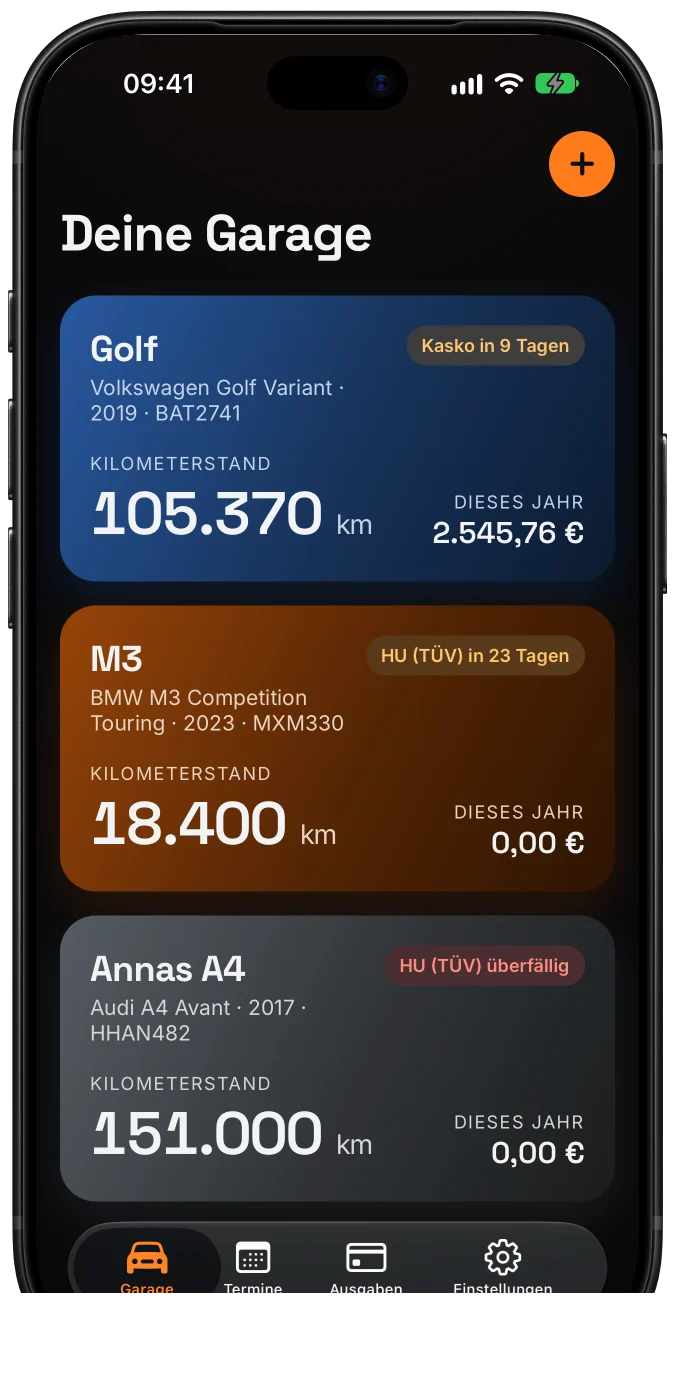 09:41
Deine Garage
Golf
Kasko in 9 Tagen
Volkswagen Golf Variant ·
2019 · BAT2741
KILOMETERSTAND
105.370 km
DIESES JAHR
2.545,76 €
M3
HU (TÜV) in 23 Tagen
BMW M3 Competition
Touring · 2023 · MXM330
KILOMETERSTAND
18.400 km
DIESES JAHR
0,00 €
Annas A4
HU (TÜV) überfällig
Audi A4 Avant · 2017 ·
HHAN482
KILOMETERSTAND
151.000 km
DIESES JAHR
0,00 €
Garage
Termine
Ausgaben
Einstellungen